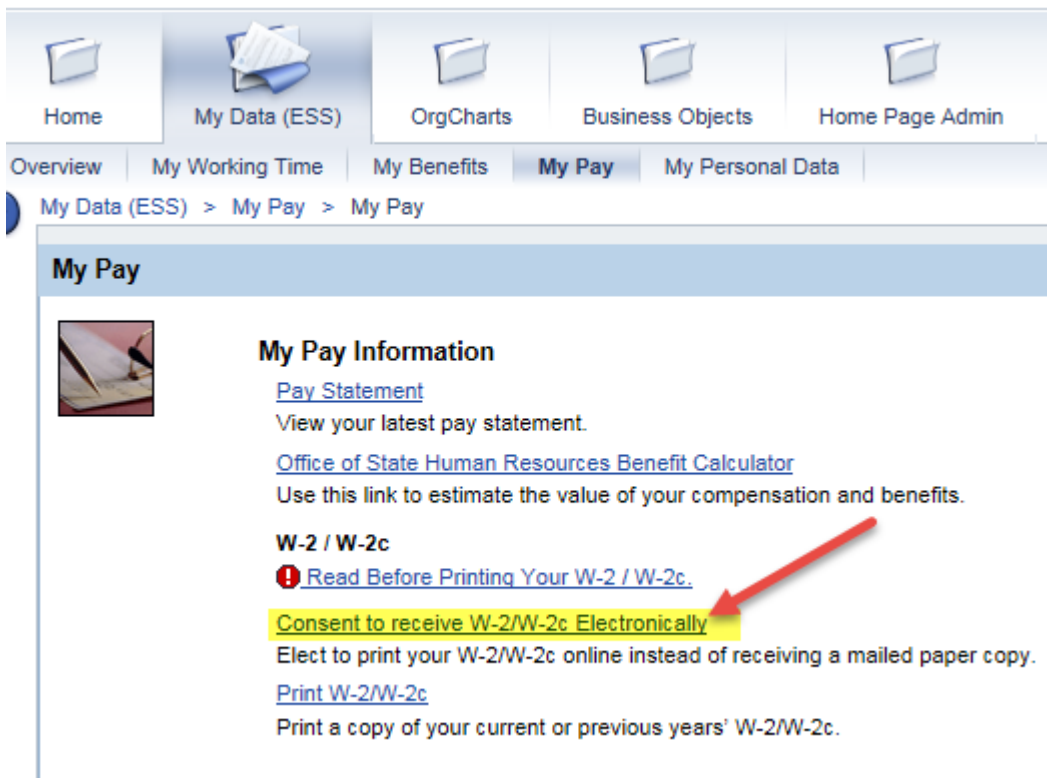 Home My Data (ESS) OrgCharts Business Objects Home Page Admin
Overview My Working Time My Benefits My Pay My Personal Data
My Data (ESS) > My Pay > My Pay
My Pay
My Pay Information
Pay Statement
View your latest pay statement.
Office of State Human Resources Benefit Calculator
Use this link to estimate the value of your compensation and benefits.
W-2 / W-2c
Read Before Printing Your W-2 / W-2c.
Consent to receive W-2/W-2c Electronically
Elect to print your W-2/W-2c online instead of receiving a mailed paper copy.
Print W-2/W-2c
Print a copy of your current or previous years' W-2/W-2c.